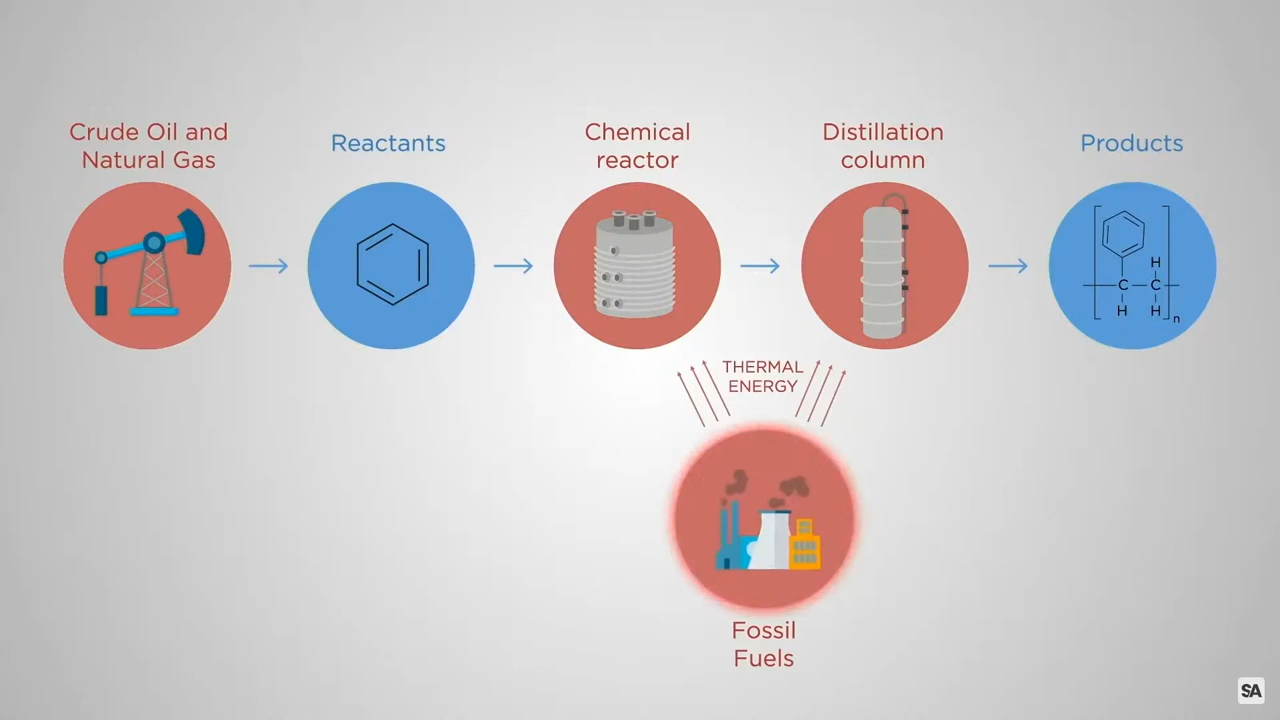 Crude Oil and
Natural Gas
Reactants
Chemical
reactor
Distillation
column
Products
C
C
H
H
H
n
THERMAL
ENERGY
Fossil
Fuels
SA